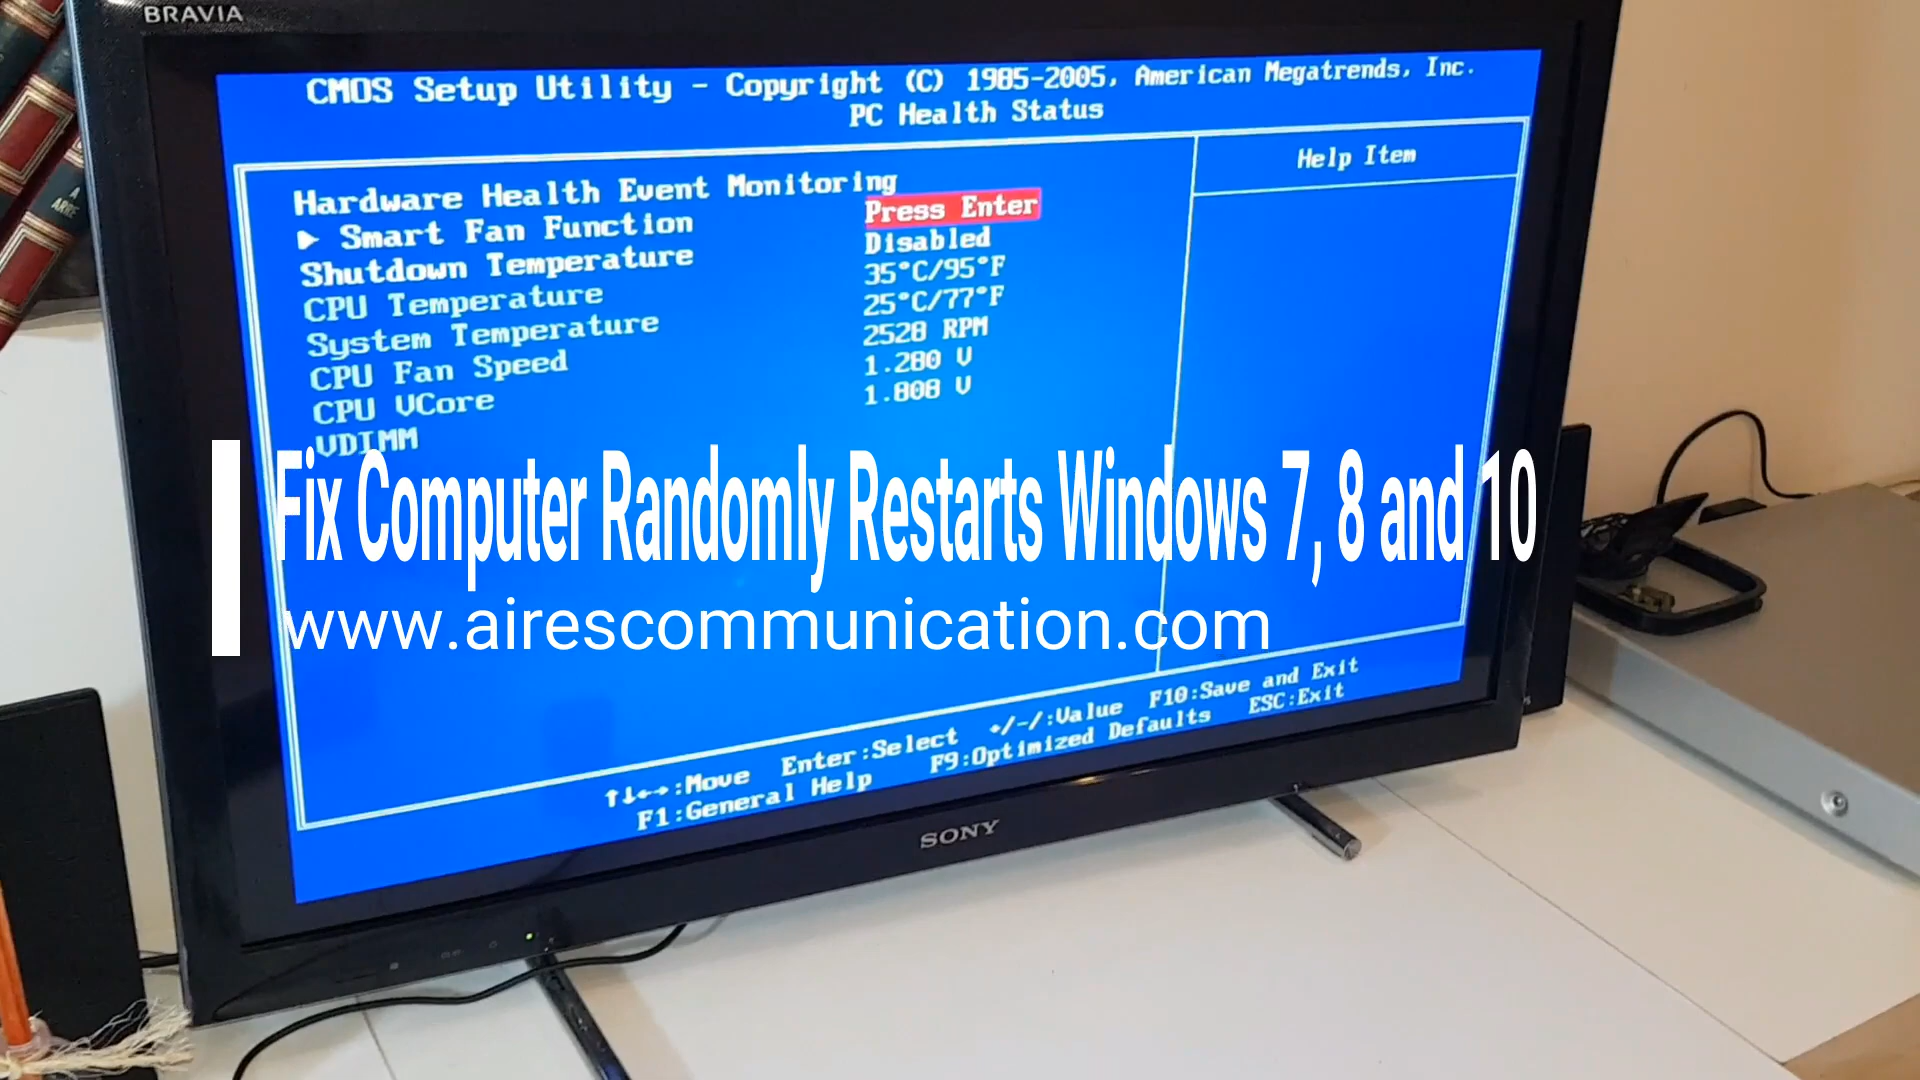 BRAVIA
CMOS Setup Utility - Copyright (C) 1985-2005, American Megatrends, Inc.
PC Health Status
Hardware Health Event Monitoring
Help Item
▶ Smart Fan Function Press Enter
Shutdown Temperature Disabled
CPU Temperature 35°C/95°F
System Temperature 25°C/77°F
CPU Fan Speed 2528 RPM
CPU VCore 1.280 V
VDIMM 1.808 V
Fix Computer Randomly Restarts Windows 7, 8 and 10
www.airescommunication.com
↑↓←→:Move Enter:Select +/-/:Value F10:Save and Exit
F1:General Help F9:Optimized Defaults ESC:Exit
SONY
A
ARRE